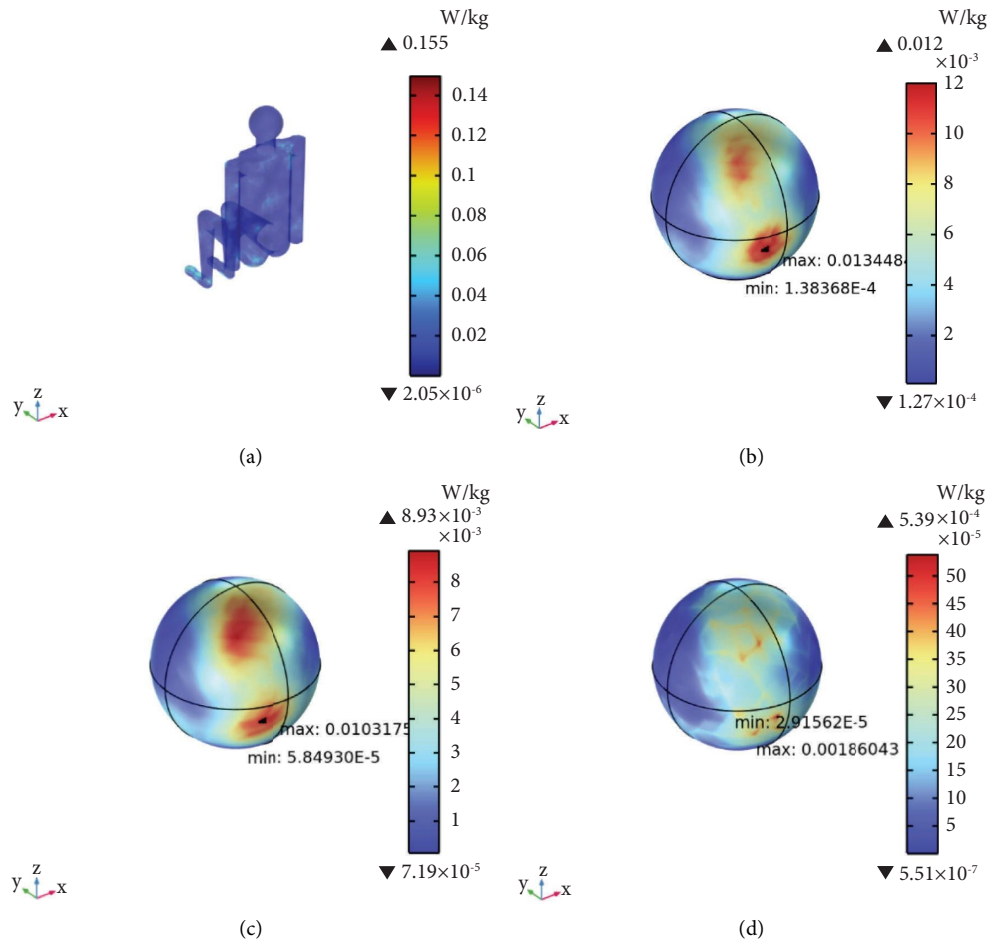 W/kg
▲ 0.155
0.14
0.12
0.1
0.08
0.06
0.04
0.02
▼ 2.05×10⁻⁶
z
y
x
(a)
W/kg
▲ 0.012
×10⁻³
12
10
8
6
4
2
max: 0.013448
min: 1.38368E-4
▼ 1.27×10⁻⁴
z
y
x
(b)
W/kg
▲ 8.93×10⁻³
×10⁻³
8
7
6
5
4
3
2
1
max: 0.0103175
min: 5.84930E-5
▼ 7.19×10⁻⁵
z
y
x
(c)
W/kg
▲ 5.39×10⁻⁴
×10⁻⁵
50
45
40
35
30
25
20
15
10
5
min: 2.91562E-5
max: 0.00186043
▼ 5.51×10⁻⁷
z
y
x
(d)